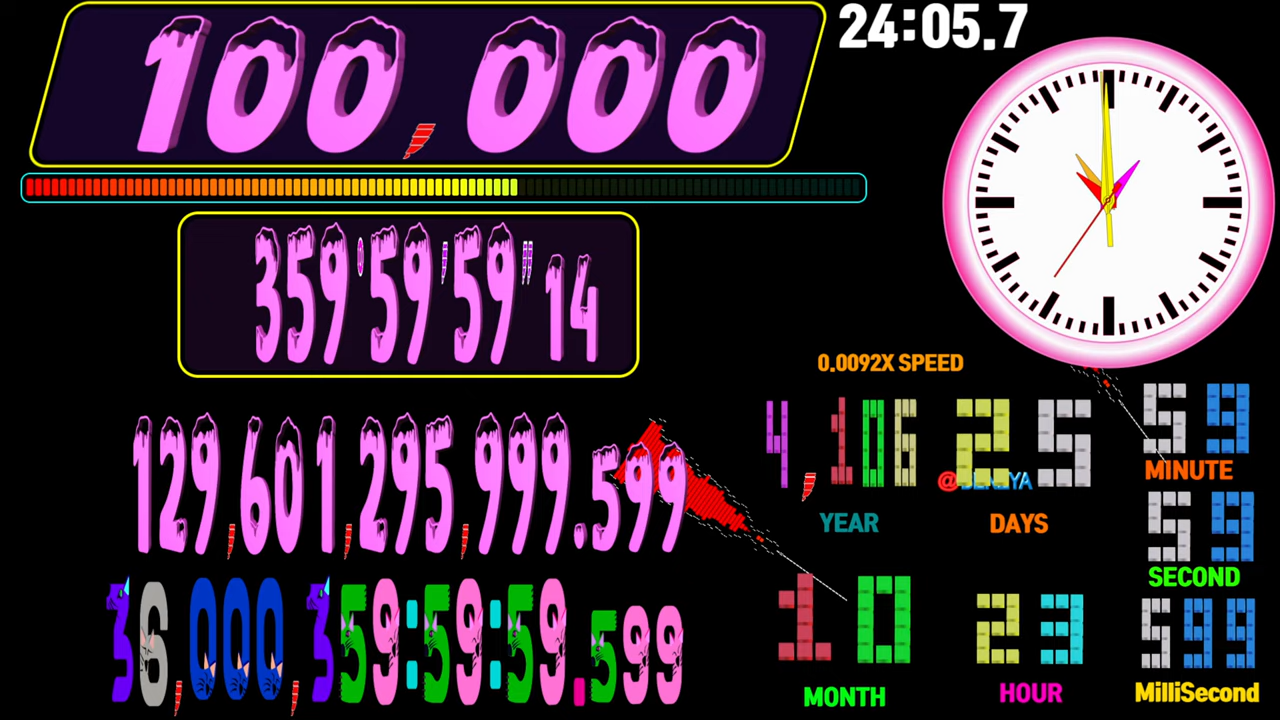 100,000
24:05.7
359°59'59"14
0.0092X SPEED
129,601,295,999.599
4,106
YEAR
25
DAYS
59
MINUTE
59
SECOND
36,000,359:59:59.599
10
MONTH
23
HOUR
599
MilliSecond